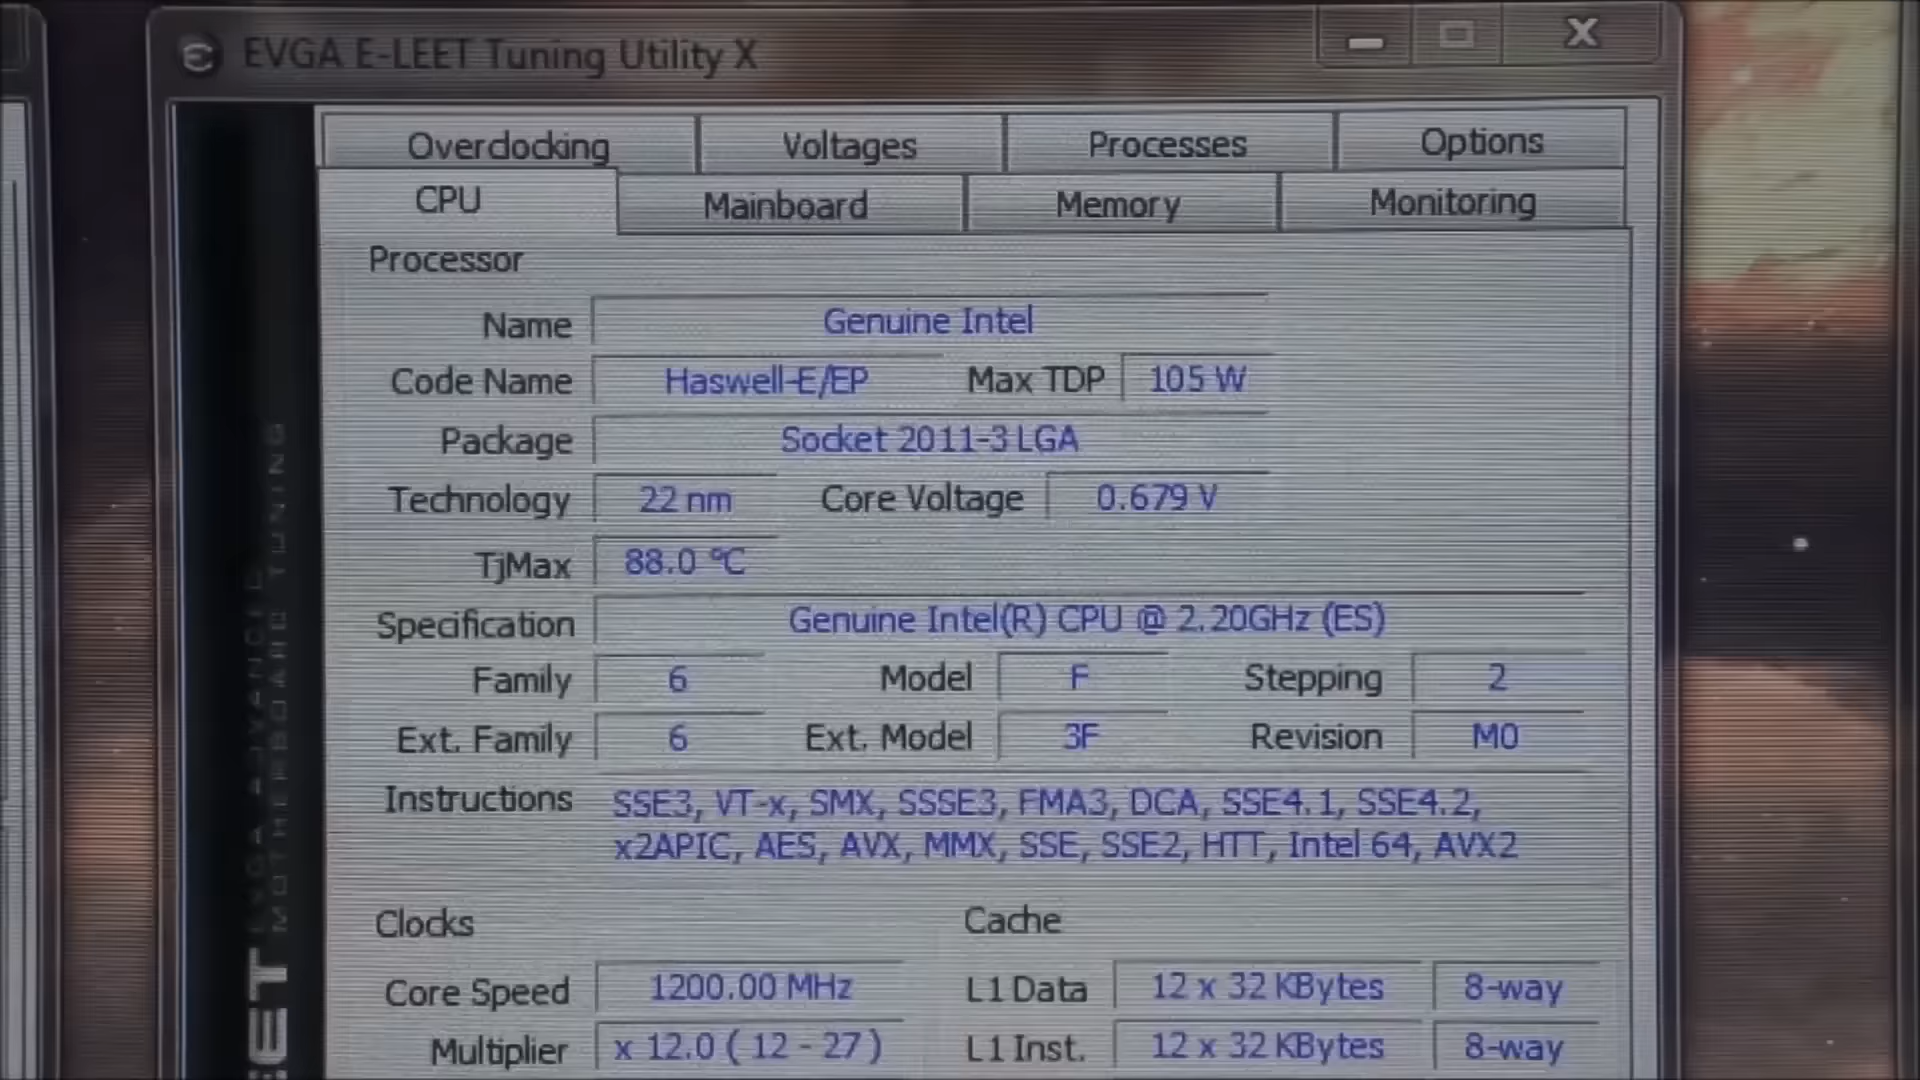 EVGA E-LEET Tuning Utility X
Overclocking Voltages Processes Options
CPU Mainboard Memory Monitoring
Processor
Name Genuine Intel
Code Name Haswell-E/EP Max TDP 105 W
Package Socket 2011-3 LGA
Technology 22 nm Core Voltage 0.679 V
TjMax 88.0 °C
Specification Genuine Intel(R) CPU @ 2.20GHz (ES)
Family 6 Model F Stepping 2
Ext. Family 6 Ext. Model 3F Revision M0
Instructions SSE3, VT-x, SMX, SSSE3, FMA3, DCA, SSE4.1, SSE4.2,
x2APIC, AES, AVX, MMX, SSE, SSE2, HTT, Intel 64, AVX2
Clocks Cache
Core Speed 1200.00 MHz L1 Data 12 x 32 KBytes 8-way
Multiplier x 12.0 ( 12 - 27 ) L1 Inst. 12 x 32 KBytes 8-way
EVGA ADVANCE
MOTHERBOARD TUNING
EET